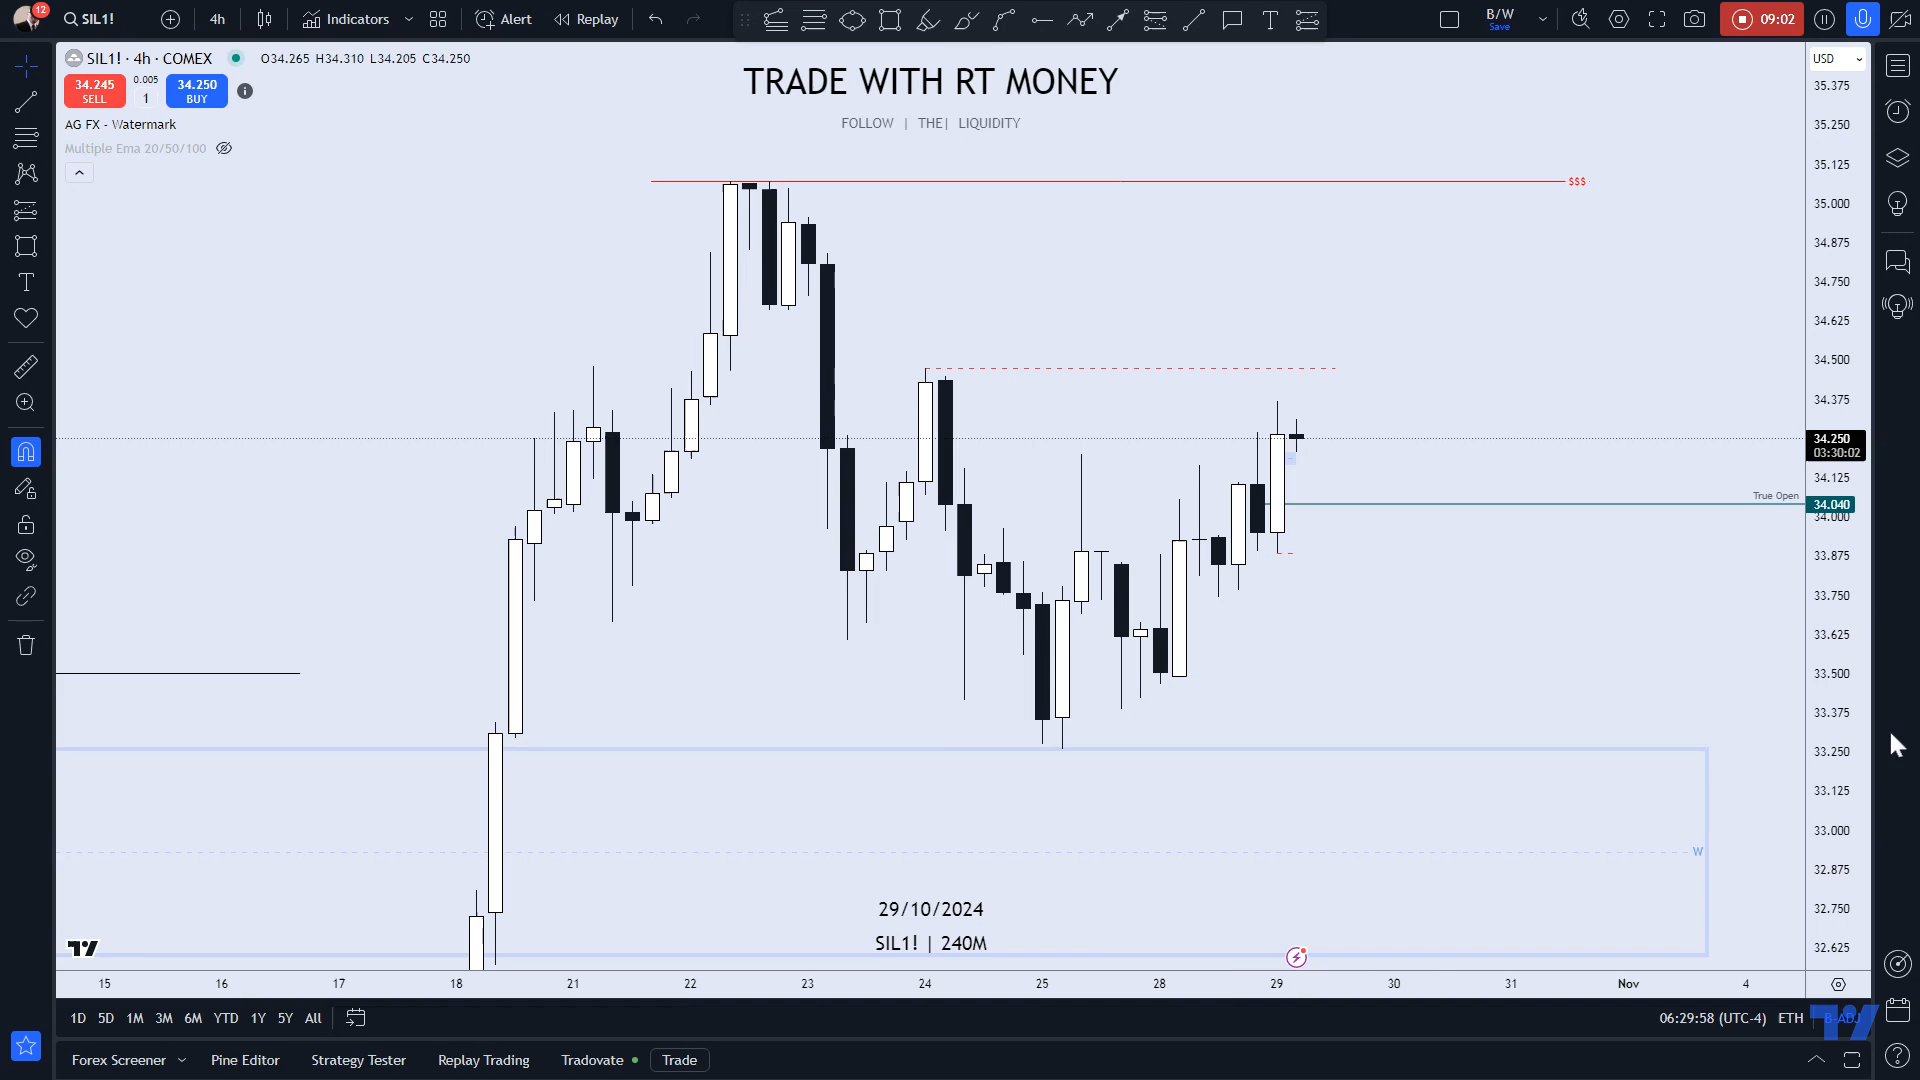 12
SIL1!
4h
Indicators
Alert
Replay
B/W
Save
09:02
SIL1! · 4h · COMEX
O34.265 H34.310 L34.205 C34.250
USD
34.245
SELL
0.005
1
34.250
BUY
AG FX - Watermark
Multiple Ema 20/50/100
TRADE WITH RT MONEY
FOLLOW | THE| LIQUIDITY
$$$
35.375
35.250
35.125
35.000
34.875
34.750
34.625
34.500
34.375
34.250
03:30:02
34.125
True Open
34.040
34.000
33.875
33.750
33.625
33.500
33.375
33.250
33.125
33.000
W
32.875
32.750
32.625
29/10/2024
SIL1! | 240M
15
16
17
18
21
22
23
24
25
28
29
30
31
Nov
4
1D
5D
1M
3M
6M
YTD
1Y
5Y
All
06:29:58 (UTC-4)
ETH
B-ADJ
Forex Screener
Pine Editor
Strategy Tester
Replay Trading
Tradovate
Trade